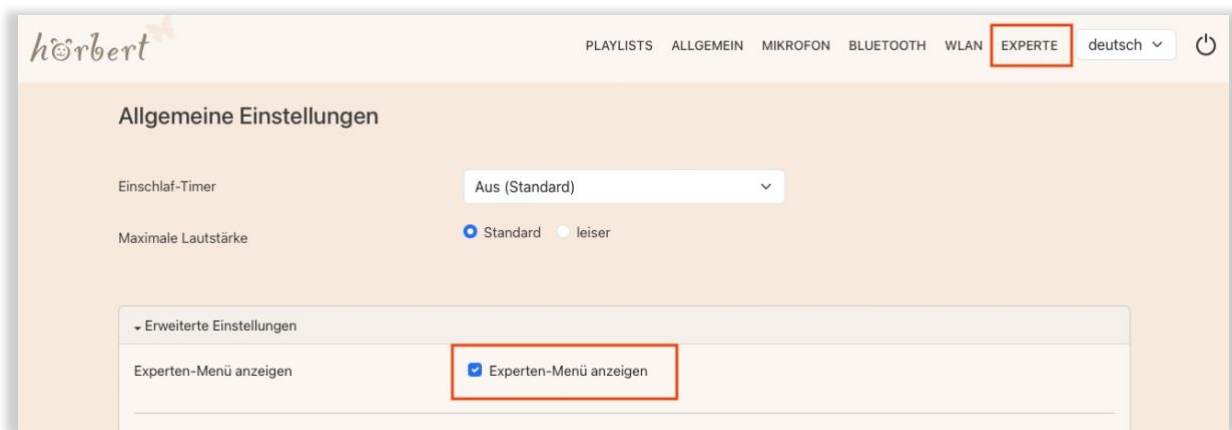 hörbert
PLAYLISTS ALLGEMEIN MIKROFON BLUETOOTH WLAN EXPERTE deutsch
Allgemeine Einstellungen
Einschlaf-Timer Aus (Standard)
Maximale Lautstärke Standard leiser
Erweiterte Einstellungen
Experten-Menü anzeigen Experten-Menü anzeigen